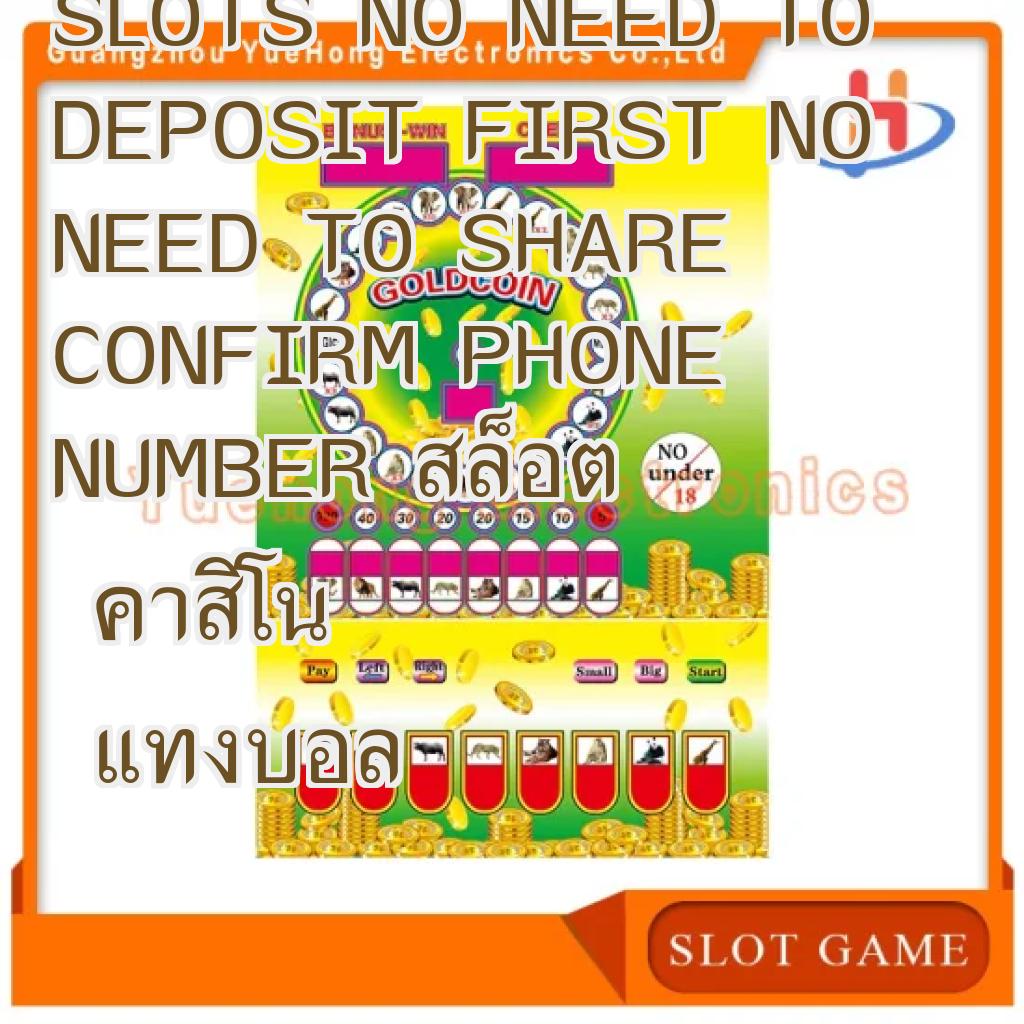 SLOTS NO NEED TO
Guangzhou YueHong Electronics Co.,Ltd
DEPOSIT FIRST NO
NEED TO SHARE
GOLDCOIN
CONFIRM PHONE
NUMBER สล็อต
NO
under
18
40 30 20 20 15 10
คาสิโน
Pay Left Right Small Big Start
แทงบอล
SLOT GAME